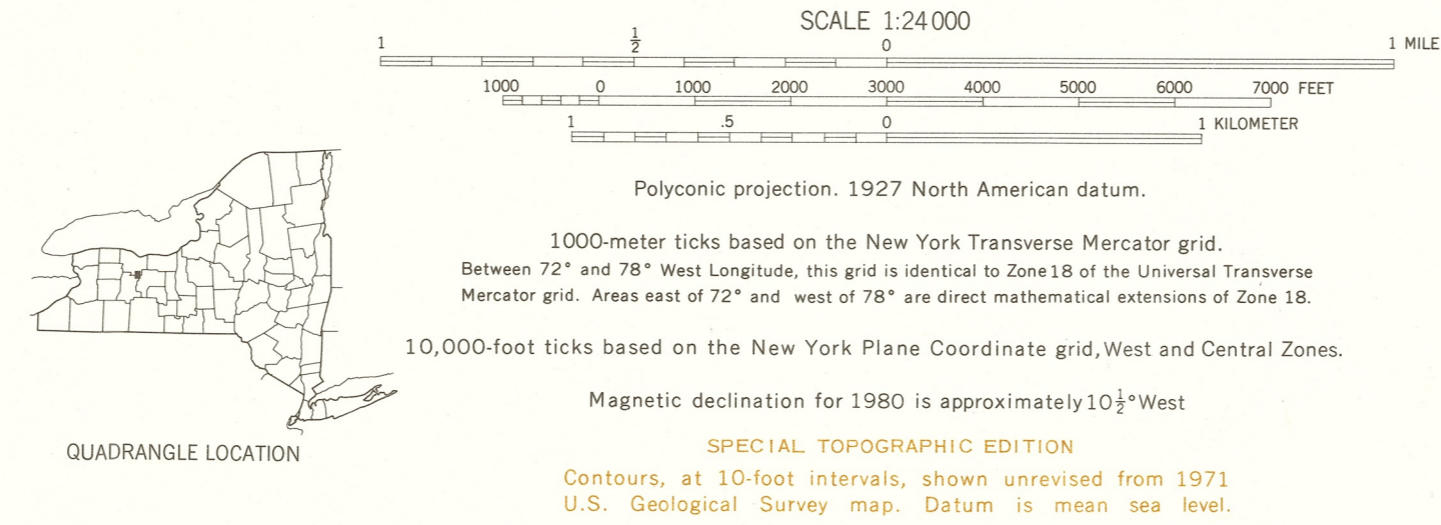 SCALE 1:24 000
1 ½ 0 1 MILE
1000 0 1000 2000 3000 4000 5000 6000 7000 FEET
1 .5 0 1 KILOMETER
Polyconic projection. 1927 North American datum.
1000-meter ticks based on the New York Transverse Mercator grid.
Between 72° and 78° West Longitude, this grid is identical to Zone 18 of the Universal Transverse
Mercator grid. Areas east of 72° and west of 78° are direct mathematical extensions of Zone 18.
10,000-foot ticks based on the New York Plane Coordinate grid, West and Central Zones.
Magnetic declination for 1980 is approximately 10½° West
QUADRANGLE LOCATION
SPECIAL TOPOGRAPHIC EDITION
Contours, at 10-foot intervals, shown unrevised from 1971
U.S. Geological Survey map. Datum is mean sea level.